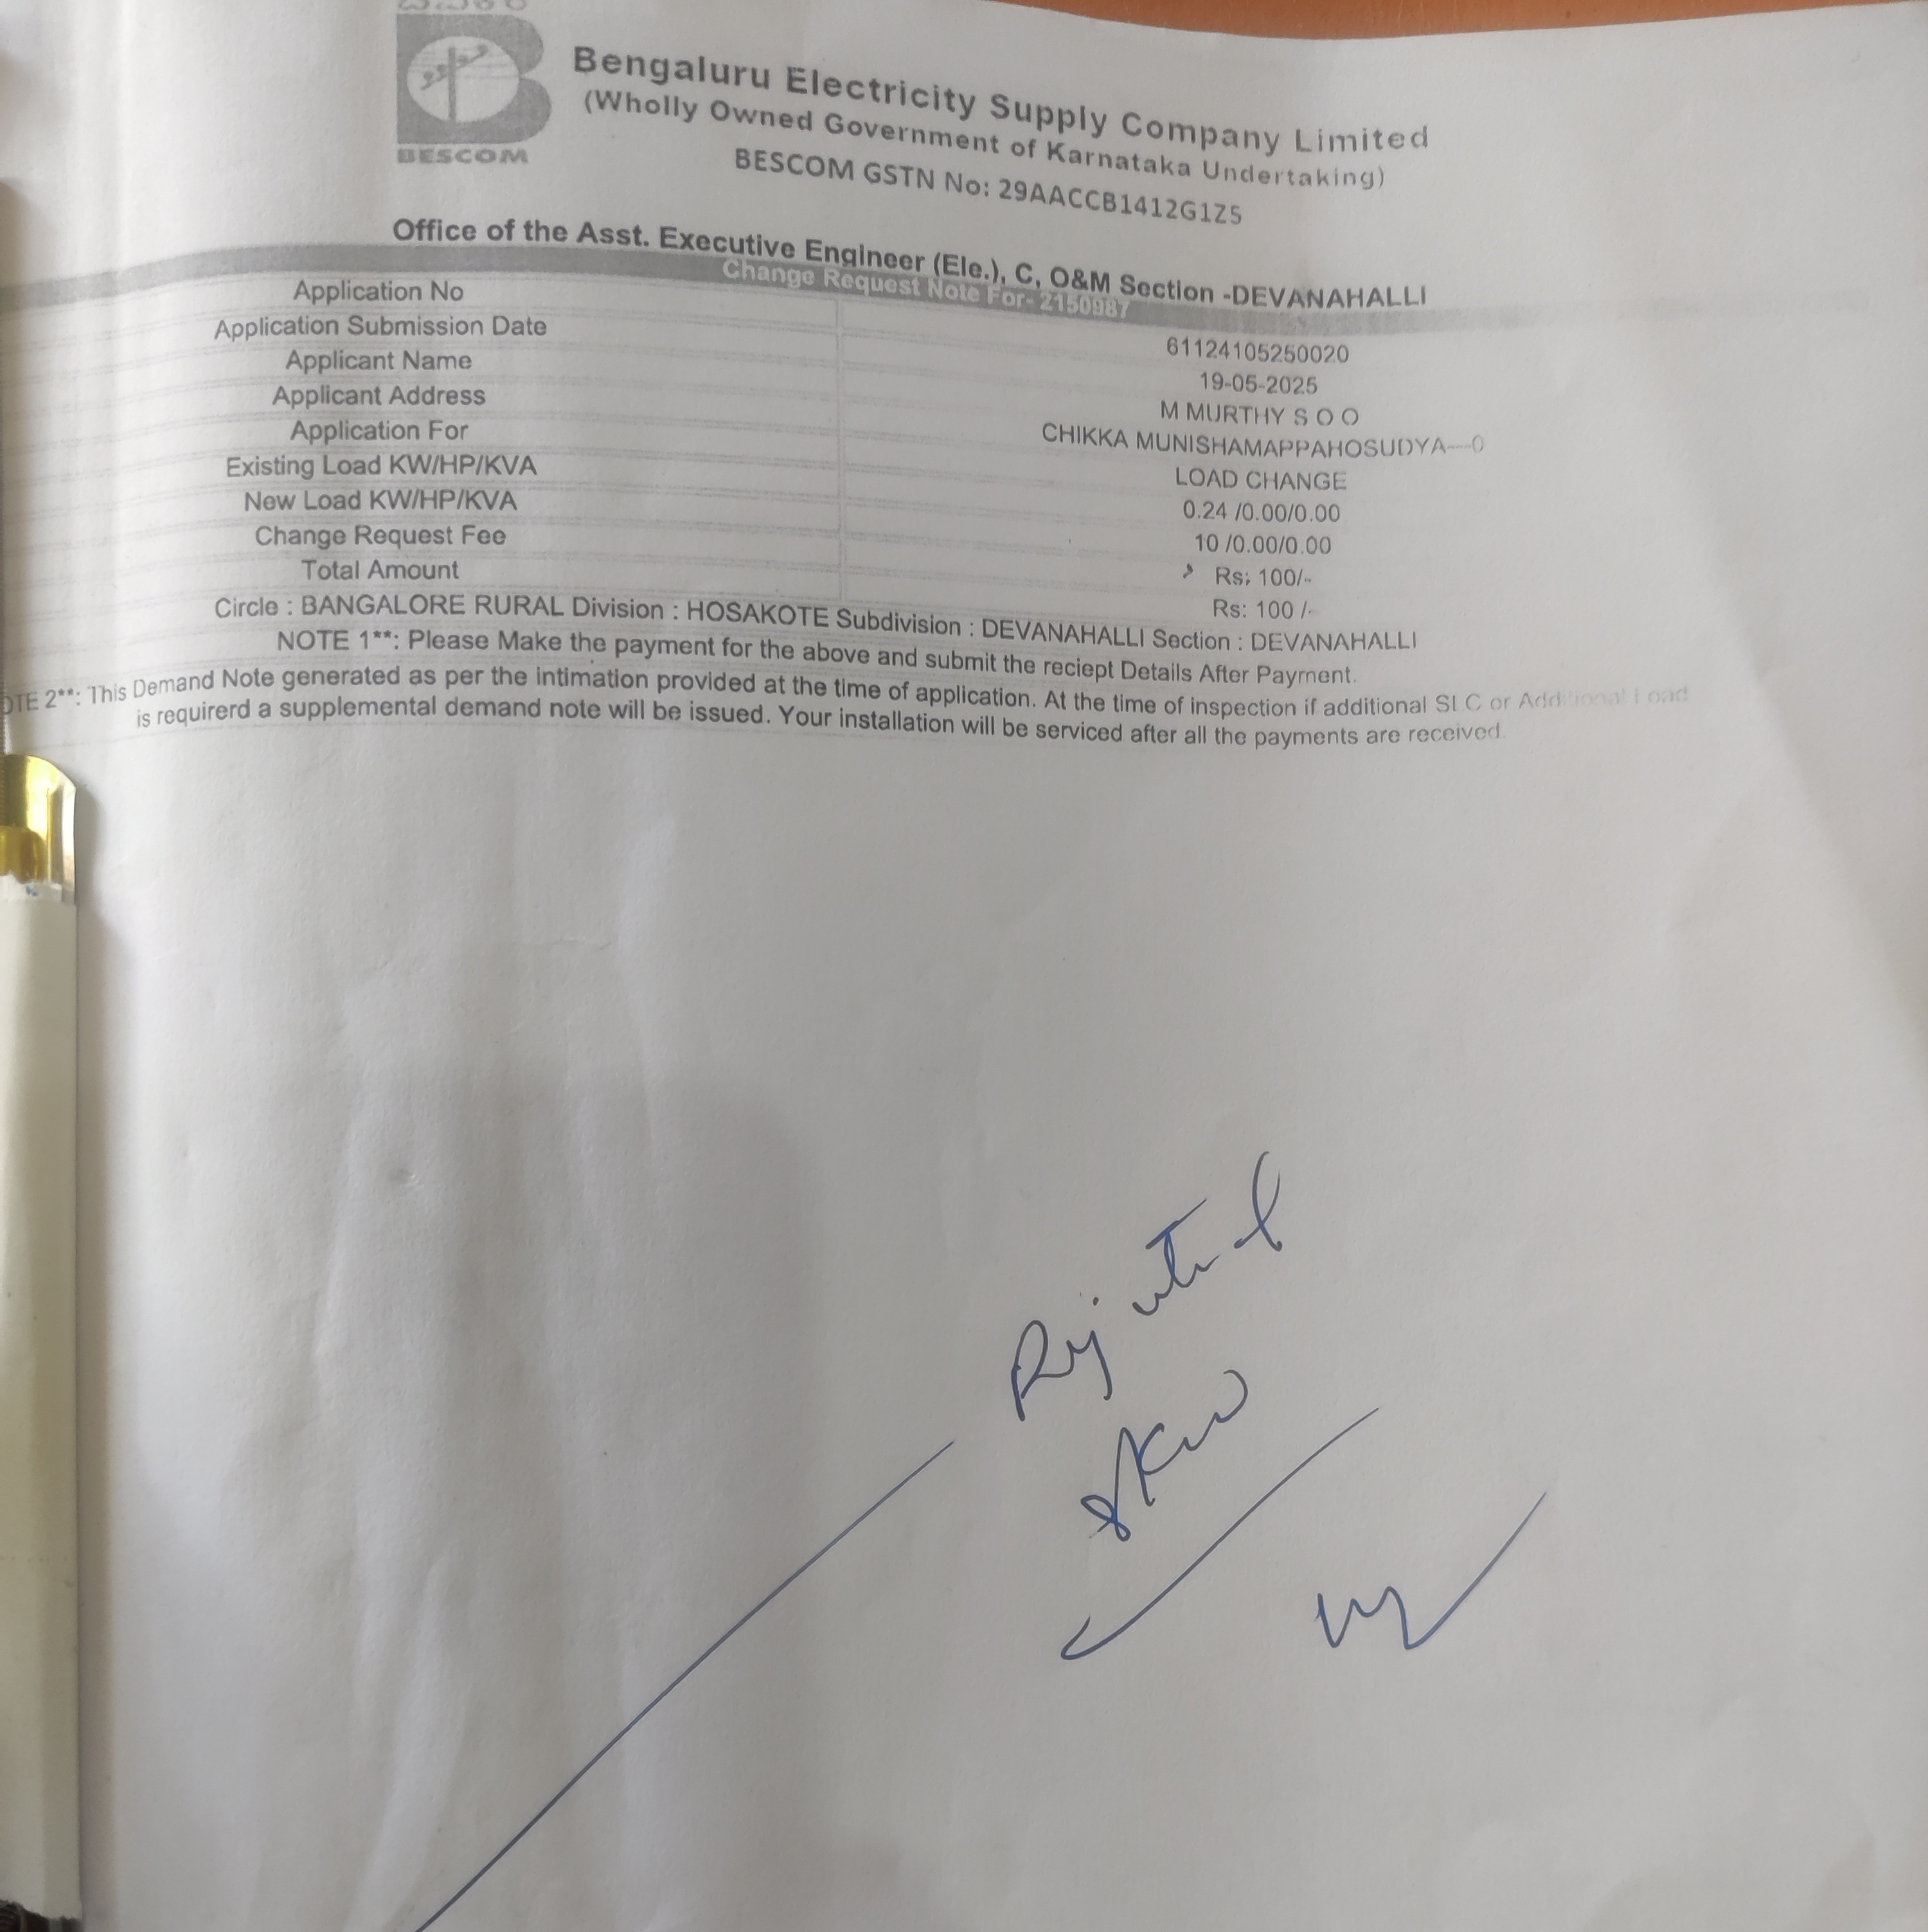 BESCOM
Bengaluru Electricity Supply Company Limited
(Wholly Owned Government of Karnataka Undertaking)
BESCOM GSTN No: 29AACCB1412G1Z5
Office of the Asst. Executive Engineer (Ele.), C, O&M Section -DEVANAHALLI
Change Request Note For- 2150987
Application No 61124105250020
Application Submission Date 19-05-2025
Applicant Name M MURTHY S O O
Applicant Address CHIKKA MUNISHAMAPPAHOSUDYA---0
Application For LOAD CHANGE
Existing Load KW/HP/KVA 0.24 /0.00/0.00
New Load KW/HP/KVA 10 /0.00/0.00
Change Request Fee Rs: 100/-
Total Amount Rs: 100 /-
Circle : BANGALORE RURAL Division : HOSAKOTE Subdivision : DEVANAHALLI Section : DEVANAHALLI
NOTE 1**: Please Make the payment for the above and submit the reciept Details After Payment.
OTE 2**: This Demand Note generated as per the intimation provided at the time of application. At the time of inspection if additional SLC or Additional Load
is requirerd a supplemental demand note will be issued. Your installation will be serviced after all the payments are received.